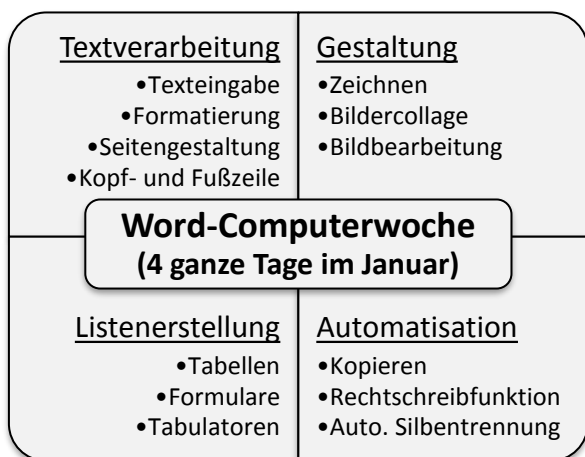 Textverarbeitung
•Texteingabe
•Formatierung
•Seitengestaltung
•Kopf- und Fußzeile
Gestaltung
•Zeichnen
•Bildercollage
•Bildbearbeitung
Word-Computerwoche
(4 ganze Tage im Januar)
Listenerstellung
•Tabellen
•Formulare
•Tabulatoren
Automatisation
•Kopieren
•Rechtschreibfunktion
•Auto. Silbentrennung